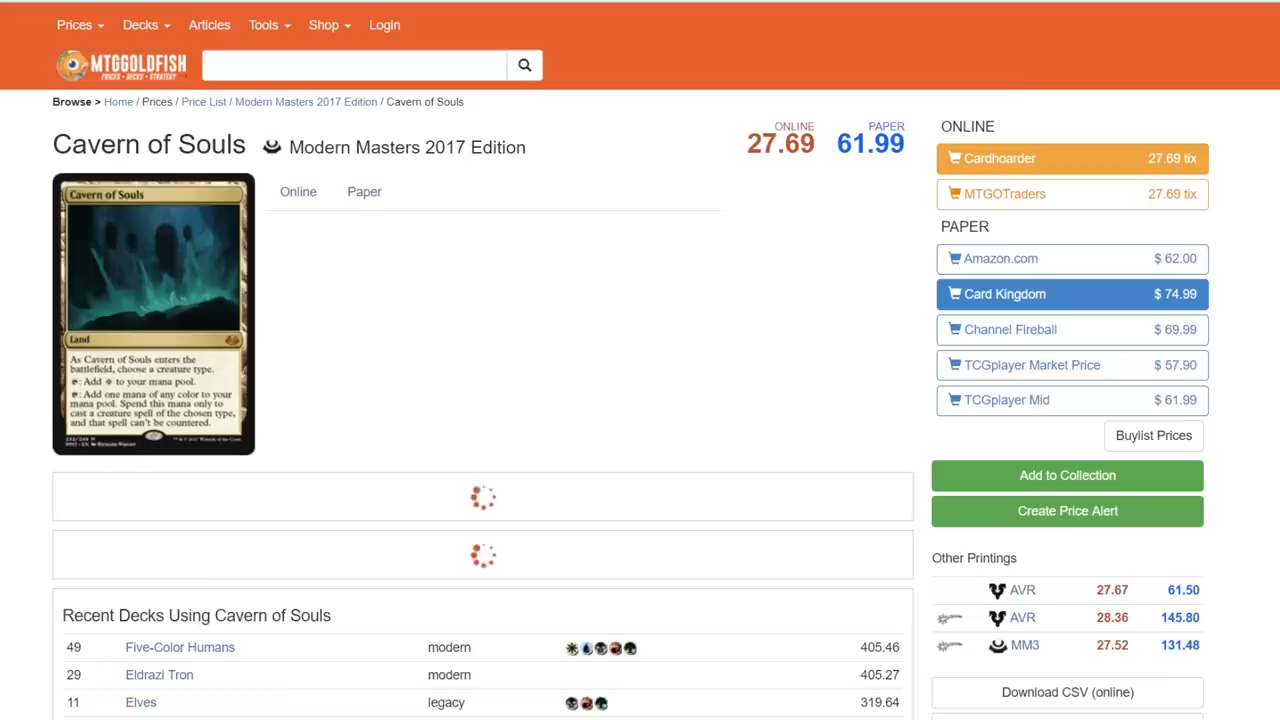 Prices Decks Articles Tools Shop Login
MTGGOLDFISH
PRICES • DECKS • STRATEGY
Browse > Home / Prices / Price List / Modern Masters 2017 Edition / Cavern of Souls
Cavern of Souls Modern Masters 2017 Edition
ONLINE PAPER
27.69 61.99
Online Paper
Cavern of Souls
Land
As Cavern of Souls enters the
battlefield, choose a creature type.
: Add to your mana pool.
: Add one mana of any color to your
mana pool. Spend this mana only to
cast a creature spell of the chosen type,
and that spell can't be countered.
ONLINE
Cardhoarder 27.69 tix
MTGOTraders 27.69 tix
PAPER
Amazon.com $ 62.00
Card Kingdom $ 74.99
Channel Fireball $ 69.99
TCGplayer Market Price $ 57.90
TCGplayer Mid $ 61.99
Buylist Prices
Add to Collection
Create Price Alert
Other Printings
AVR 27.67 61.50
AVR 28.36 145.80
MM3 27.52 131.48
Download CSV (online)
Recent Decks Using Cavern of Souls
49 Five-Color Humans modern 405.46
29 Eldrazi Tron modern 405.27
11 Elves legacy 319.64